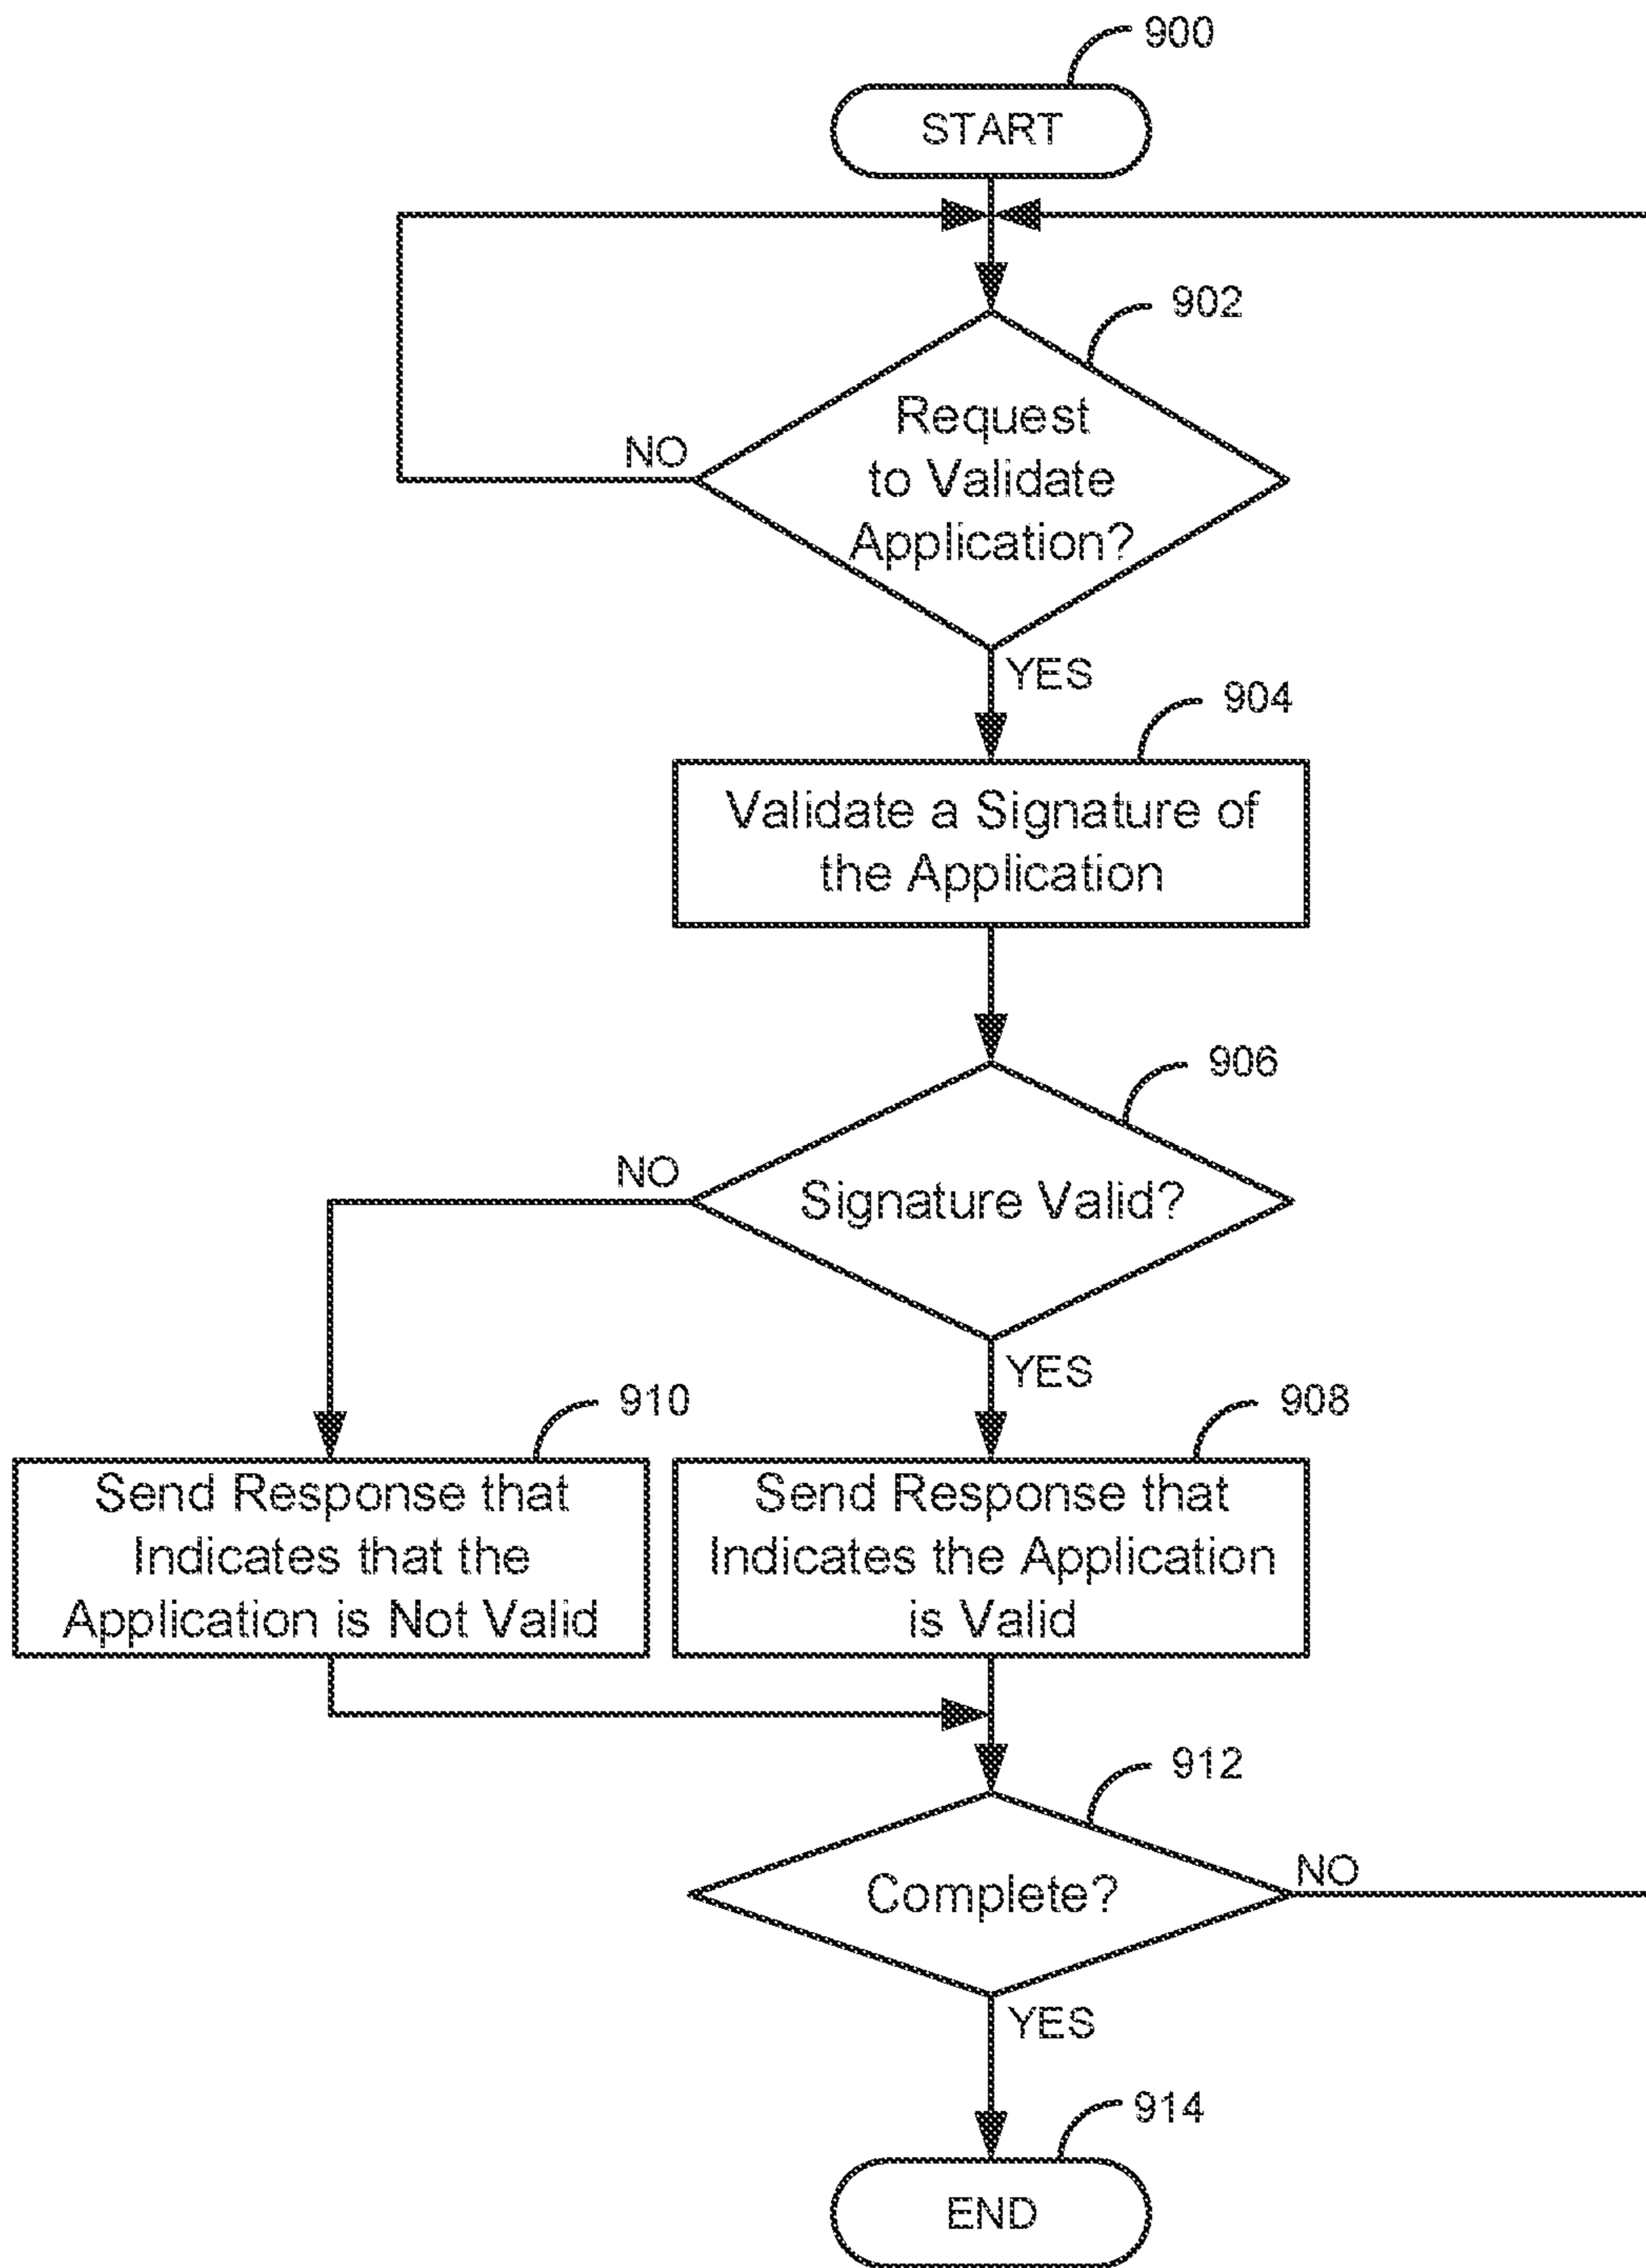 900
START
902
Request
to Validate
Application?
NO
YES
904
Validate a Signature of
the Application
906
NO
Signature Valid?
YES
910
908
Send Response that
Indicates that the
Application is Not Valid
Send Response that
Indicates the Application
is Valid
912
Complete?
NO
YES
914
END